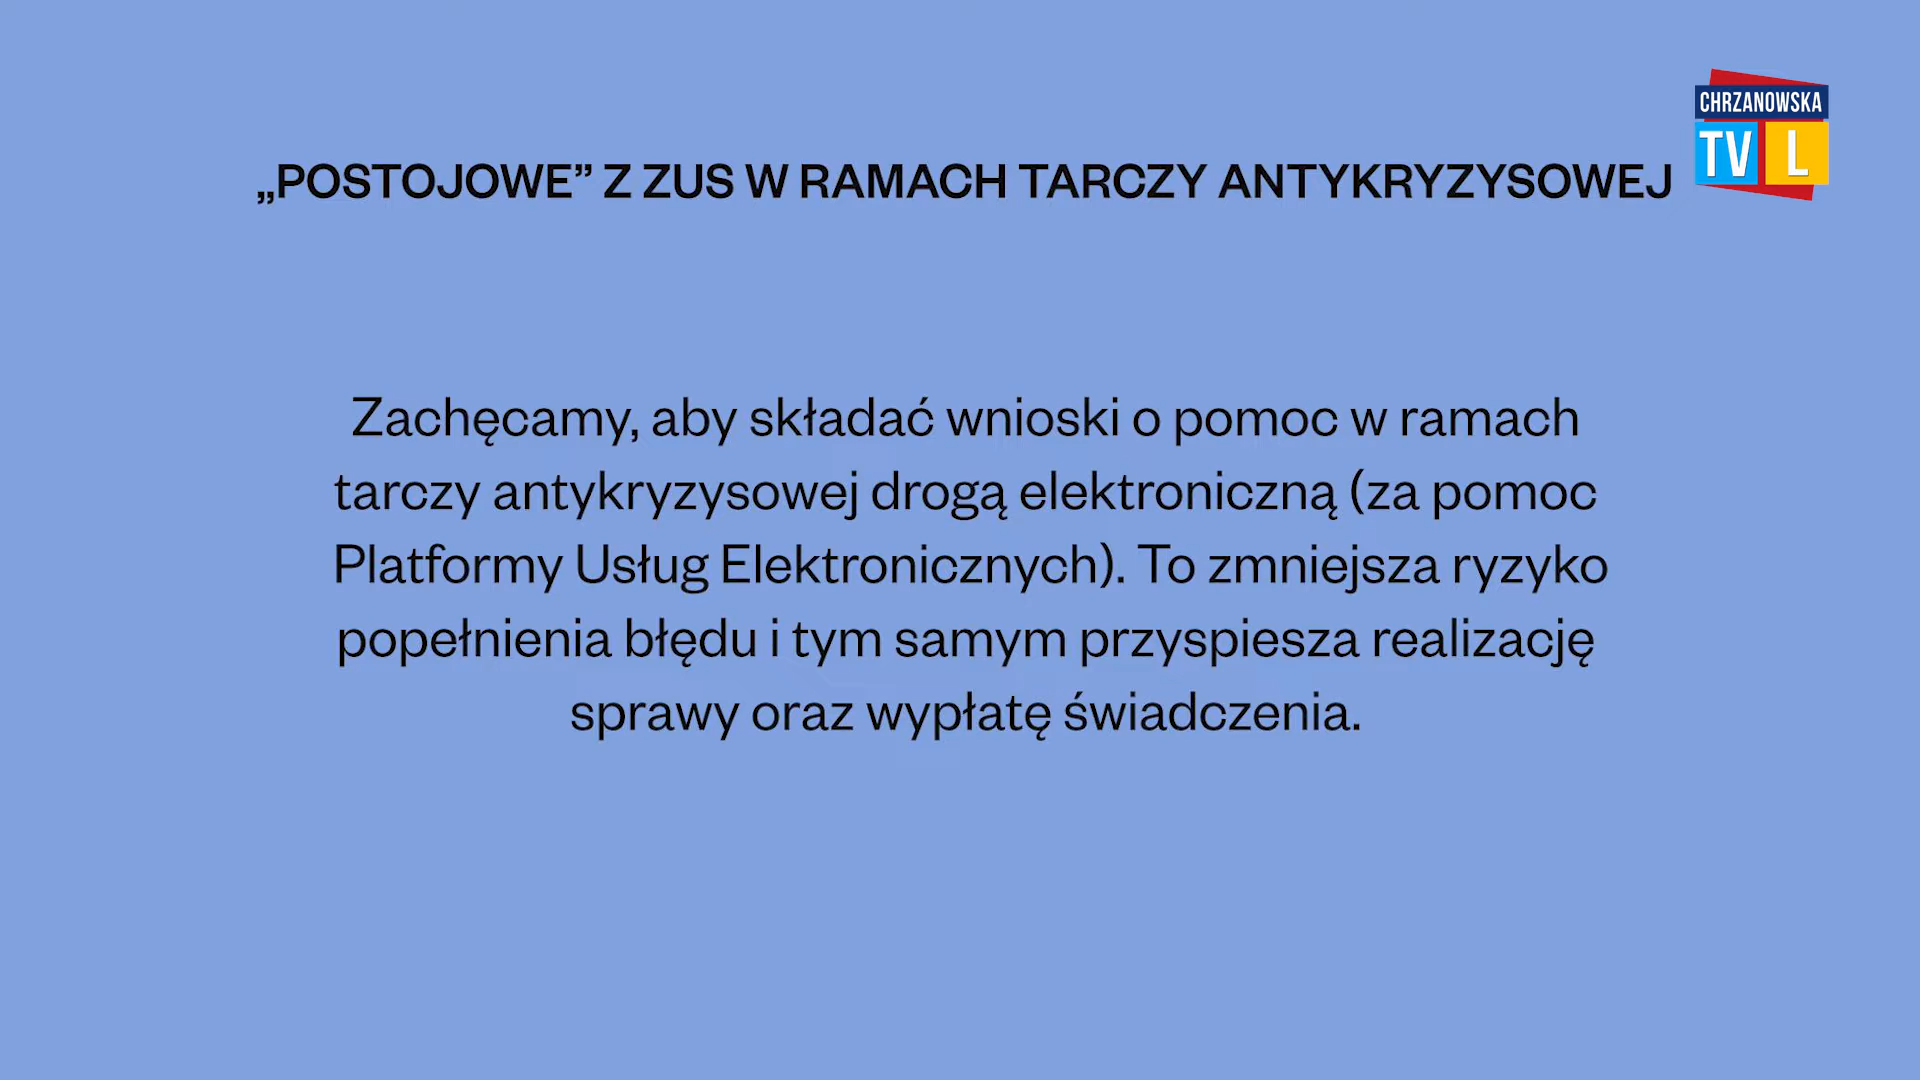 CHRZANOWSKA
TV L
„POSTOJOWE” Z ZUS W RAMACH TARCZY ANTYKRYZYSOWEJ
Zachęcamy, aby składać wnioski o pomoc w ramach
tarczy antykryzysowej drogą elektroniczną (za pomoc
Platformy Usług Elektronicznych). To zmniejsza ryzyko
popełnienia błędu i tym samym przyspiesza realizację
sprawy oraz wypłatę świadczenia.